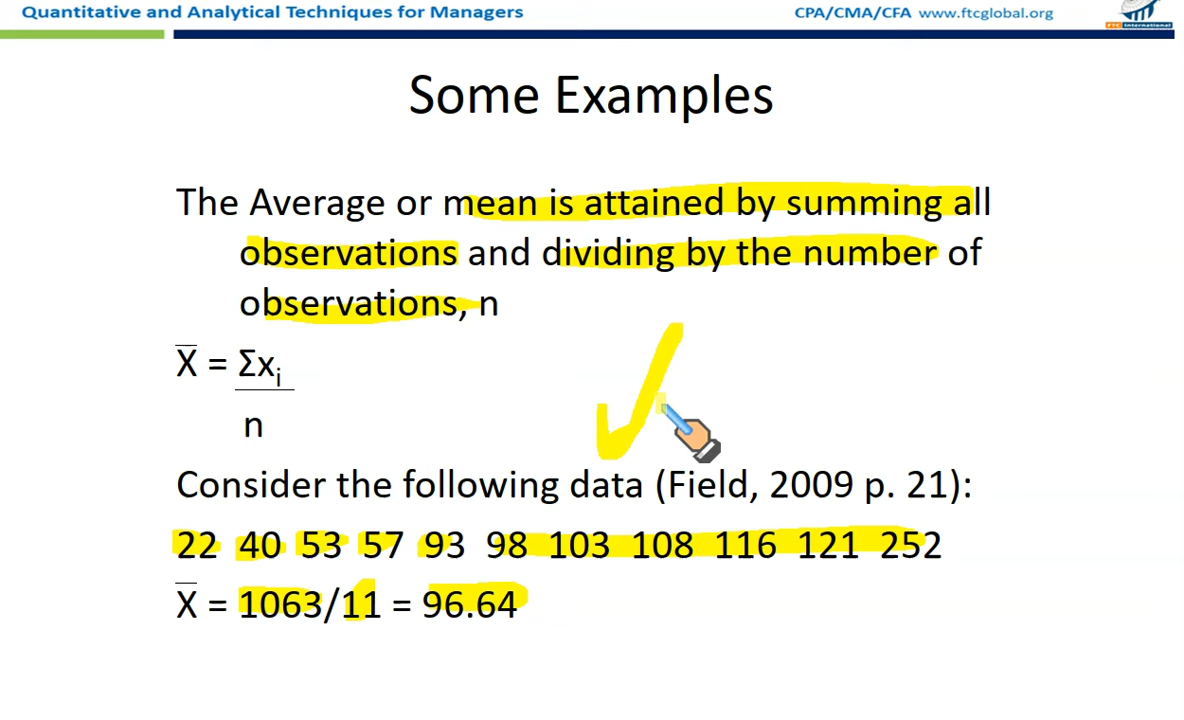 Quantitative and Analytical Techniques for Managers
CPA/CMA/CFA www.ftcglobal.org
FTC International
Some Examples
The Average or mean is attained by summing all
observations and dividing by the number of
observations, n
X̅ = Σxᵢ
n
Consider the following data (Field, 2009 p. 21):
22 40 53 57 93 98 103 108 116 121 252
X̅ = 1063/11 = 96.64